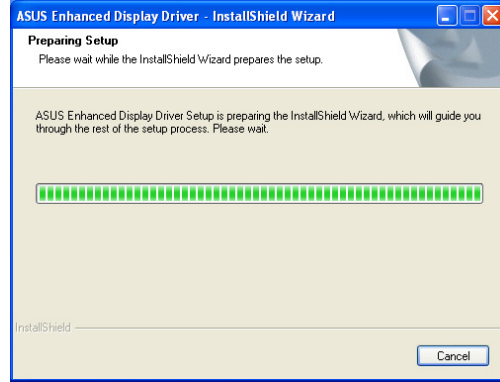 ASUS Enhanced Display Driver - InstallShield Wizard
Preparing Setup
Please wait while the InstallShield Wizard prepares the setup.
ASUS Enhanced Display Driver Setup is preparing the InstallShield Wizard, which will guide you
through the rest of the setup process. Please wait.
InstallShield
Cancel